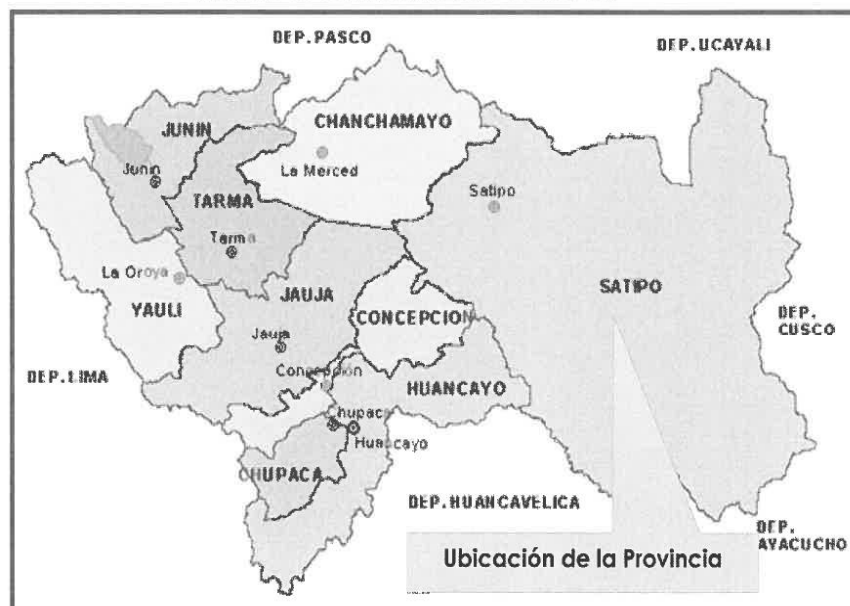 DEP.PASCO
DEP.UCAYALI
JUNIN
CHANCHAMAYO
Junin
La Merced
Satipo
TARMA
Tarma
La Oroya
JAUJA
SATIPO
YAULI
CONCEPCION
DEP.
CUSCO
Jauja
DEP.LIMA
Concepción
HUANCAYO
Chupaca
Huancayo
CHUPACA
DEP.HUANCAVELICA
DEP.
AYACUCHO
Ubicación de la Provincia